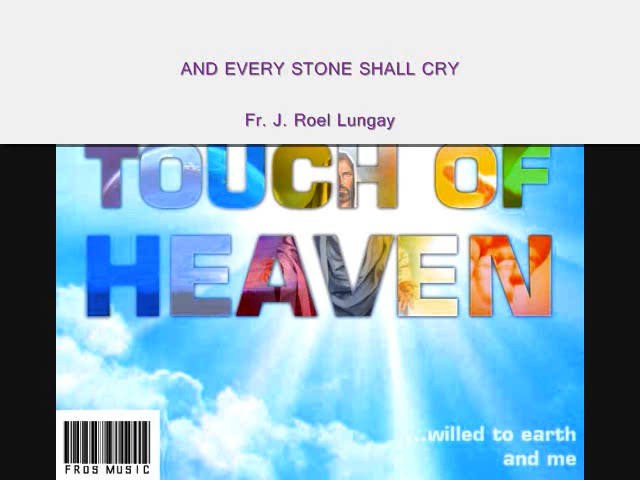 AND EVERY STONE SHALL CRY
Fr. J. Roel Lungay
TOUCH OF
HEAVEN
...willed to earth
and me
FROS MUSIC